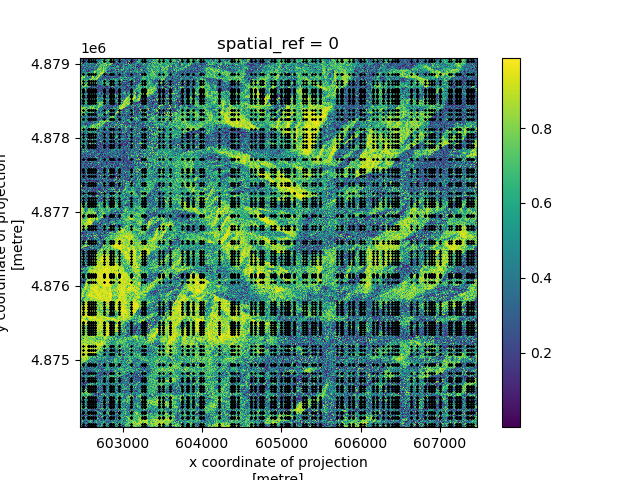 spatial_ref = 0
1e6
4.879
4.878
4.877
4.876
4.875
y coordinate of projection
[metre]
603000 604000 605000 606000 607000
x coordinate of projection
[metre]
0.8
0.6
0.4
0.2